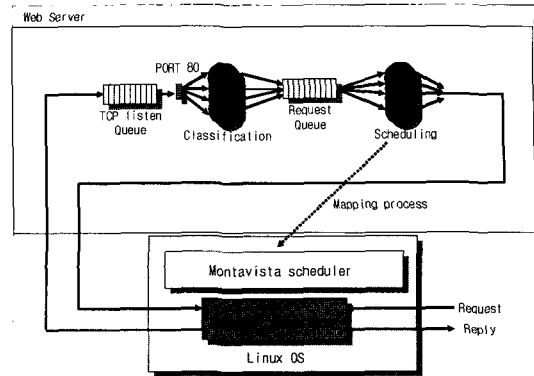 Web Server
PORT 80
TCP listen
Queue
Classification
Request
Queue
Scheduling
Mapping process
Montavista scheduler
Request
Reply
Linux OS